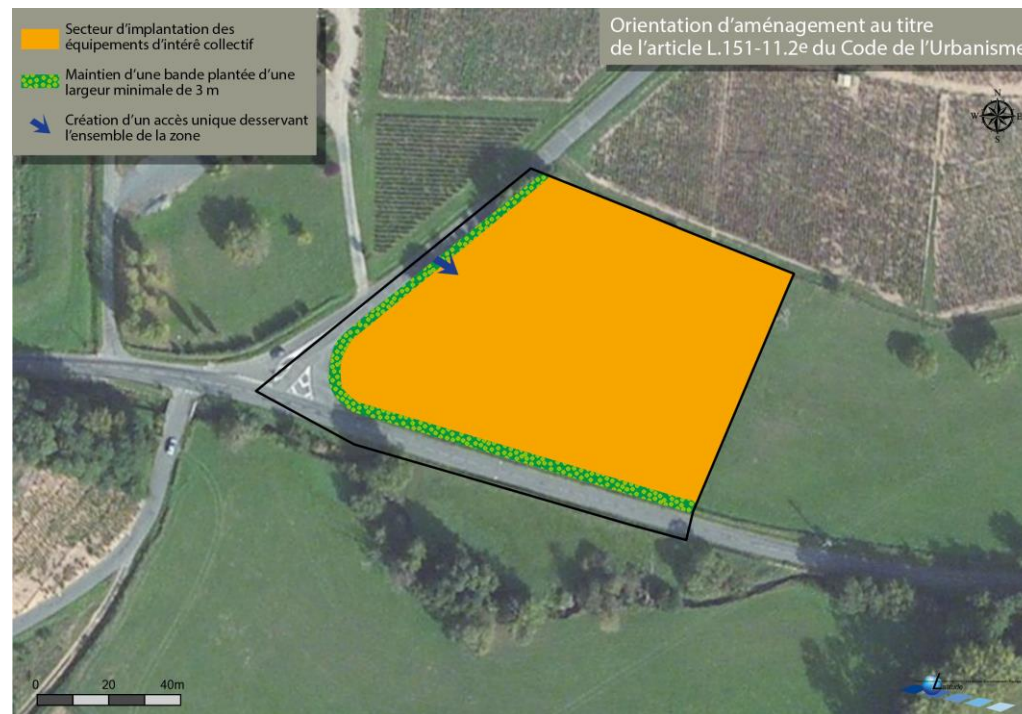 Secteur d'implantation des
équipements d'intérê collectif
Maintien d'une bande plantée d'une
largeur minimale de 3 m
Création d'un accès unique desservant
l'ensemble de la zone
Orientation d'aménagement au titre
de l'article L.151-11.2e du Code de l'Urbanisme
N
W E
S
0 20 40m